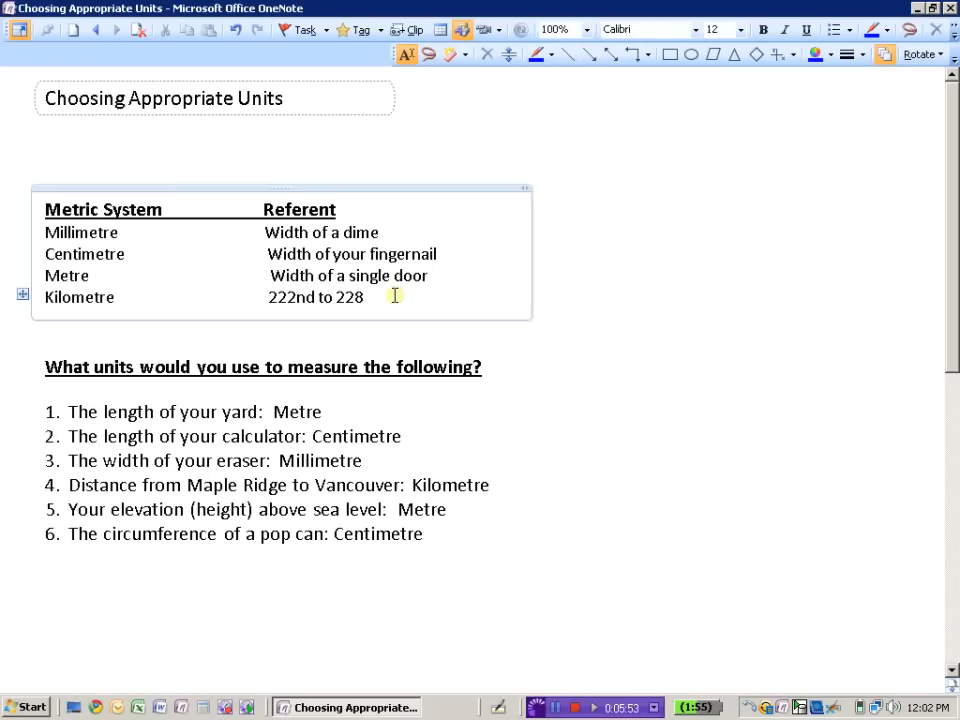 Choosing Appropriate Units - Microsoft Office OneNote
Task Tag Clip 100% Calibri 12 B I U
A Rotate
Choosing Appropriate Units
Metric System Referent
Millimetre Width of a dime
Centimetre Width of your fingernail
Metre Width of a single door
Kilometre 222nd to 228
What units would you use to measure the following?
1. The length of your yard: Metre
2. The length of your calculator: Centimetre
3. The width of your eraser: Millimetre
4. Distance from Maple Ridge to Vancouver: Kilometre
5. Your elevation (height) above sea level: Metre
6. The circumference of a pop can: Centimetre
Start Choosing Appropriate... 0:05:53 (1:55) 12:02 PM